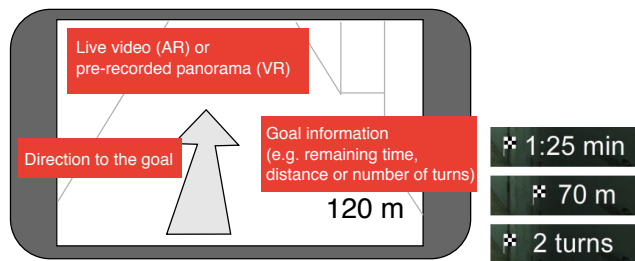 Live video (AR) or
pre-recorded panorama (VR)
Direction to the goal
Goal information
(e.g. remaining time,
distance or number of turns)
120 m
1:25 min
70 m
2 turns